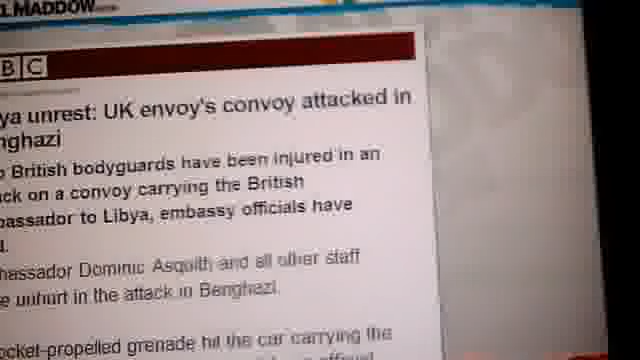 L MADDOW
BBC
ya unrest: UK envoy's convoy attacked in
nghazi
o British bodyguards have been injured in an
ck on a convoy carrying the British
bassador to Libya, embassy officials have
d.
bassador Dominic Asquith and all other staff
e unhurt in the attack in Benghazi.
ocket-propelled grenade hit the car carrying the